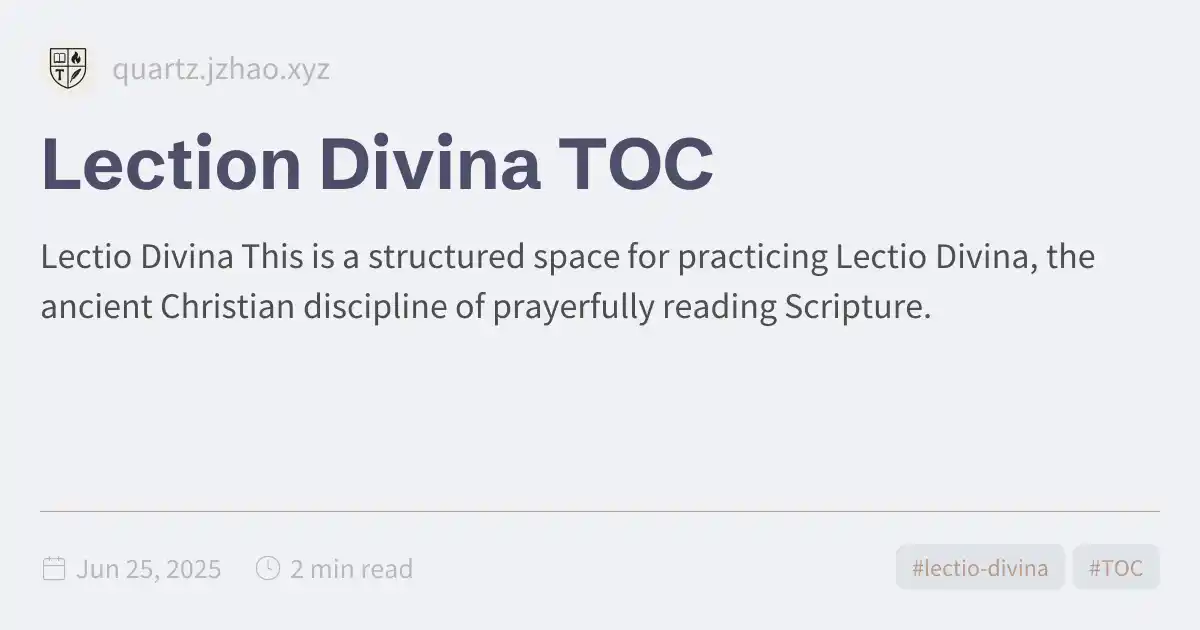 T
quartz.jzhao.xyz
Lection Divina TOC
Lectio Divina This is a structured space for practicing Lectio Divina, the
ancient Christian discipline of prayerfully reading Scripture.
Jun 25, 2025 2 min read #lectio-divina #TOC